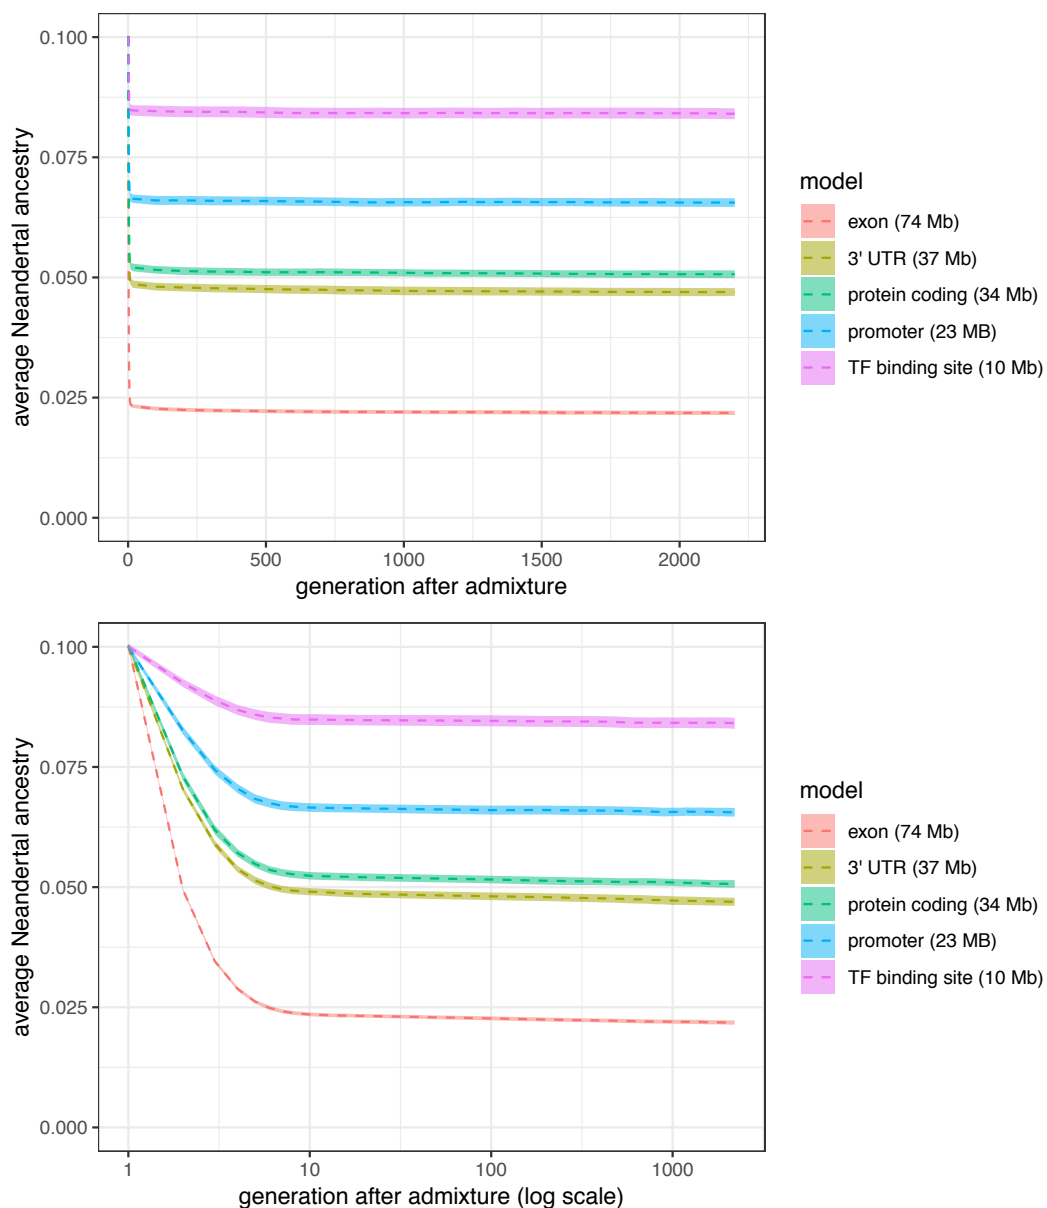 0.100
0.075
0.050
0.025
0.000
average Neandertal ancestry
0 500 1000 1500 2000
generation after admixture
model
exon (74 Mb)
3' UTR (37 Mb)
protein coding (34 Mb)
promoter (23 MB)
TF binding site (10 Mb)
0.100
0.075
0.050
0.025
0.000
average Neandertal ancestry
1 10 100 1000
generation after admixture (log scale)
model
exon (74 Mb)
3' UTR (37 Mb)
protein coding (34 Mb)
promoter (23 MB)
TF binding site (10 Mb)